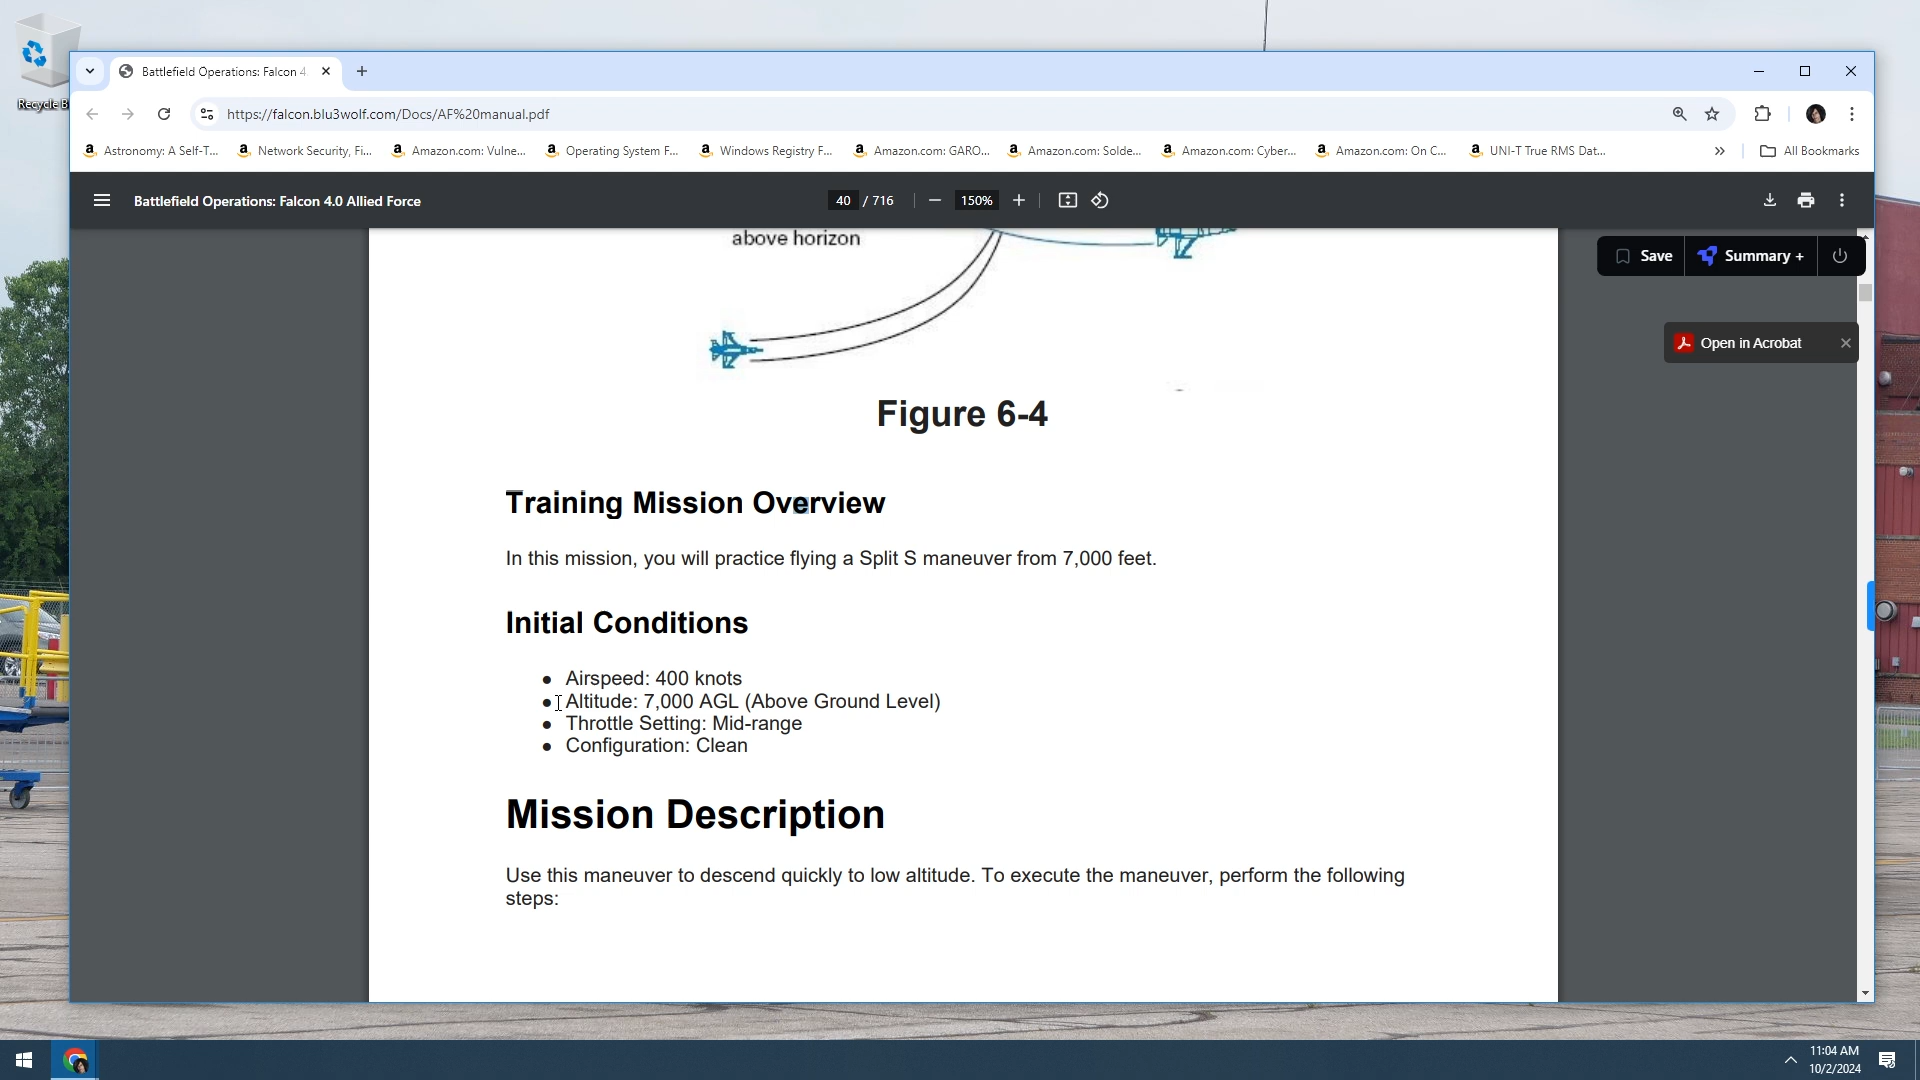 Recycle B
Battlefield Operations: Falcon 4
https://falcon.blu3wolf.com/Docs/AF%20manual.pdf
Astronomy: A Self-T...
Network Security, Fi...
Amazon.com: Vulne...
Operating System F...
Windows Registry F...
Amazon.com: GARO...
Amazon.com: Solde...
Amazon.com: Cyber...
Amazon.com: On C...
UNI-T True RMS Dat...
All Bookmarks
Battlefield Operations: Falcon 4.0 Allied Force
40 / 716
150%
Save
Summary +
Open in Acrobat
above horizon
Figure 6-4
Training Mission Overview
In this mission, you will practice flying a Split S maneuver from 7,000 feet.
Initial Conditions
● Airspeed: 400 knots
● Altitude: 7,000 AGL (Above Ground Level)
● Throttle Setting: Mid-range
● Configuration: Clean
Mission Description
Use this maneuver to descend quickly to low altitude. To execute the maneuver, perform the following
steps:
11:04 AM
10/2/2024